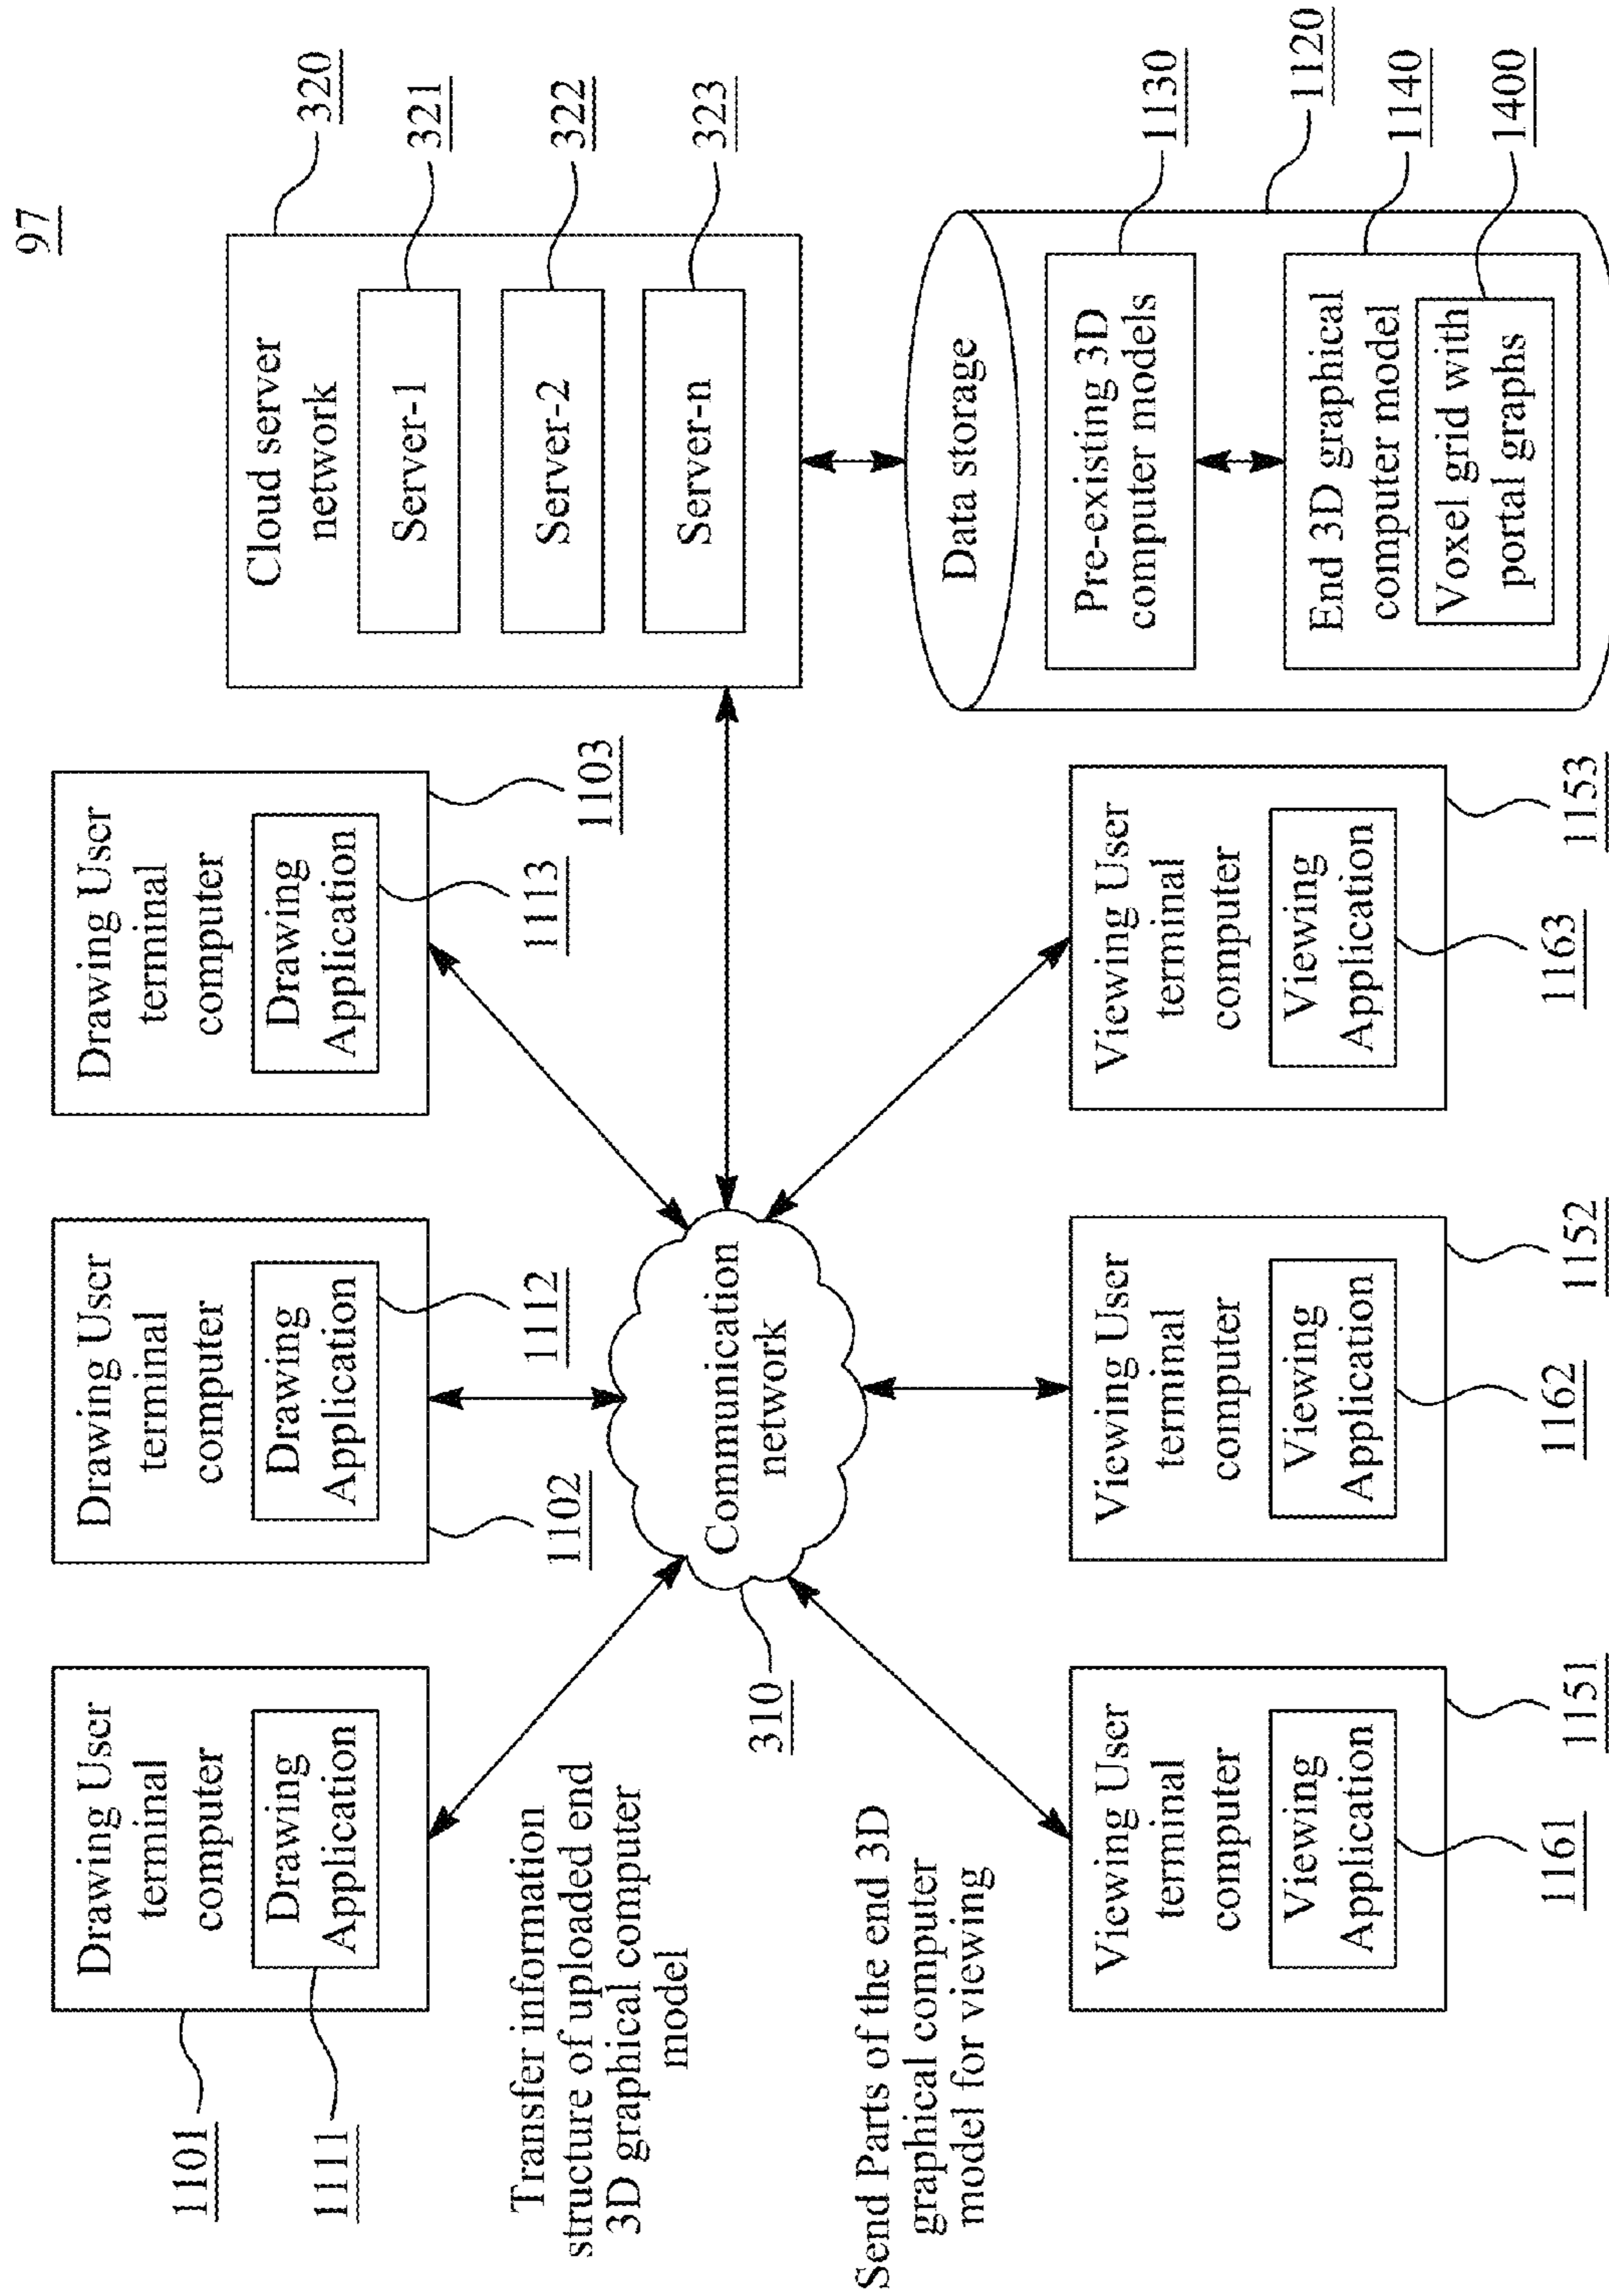 97
Drawing User
terminal
computer
Drawing
Application
1101
1111
Drawing User
terminal
computer
Drawing
Application
1102
1112
Drawing User
terminal
computer
Drawing
Application
1113
1103
Cloud server
network
Server-1
Server-2
Server-n
320
321
322
323
Transfer information
structure of uploaded end
3D graphical computer
model
Communication
network
310
Send Parts of the end 3D
graphical computer
model for viewing
Data storage
Pre-existing 3D
computer models
End 3D graphical
computer model
Voxel grid with
portal graphs
1130
1120
1140
1400
Viewing User
terminal
computer
Viewing
Application
1161
1151
Viewing User
terminal
computer
Viewing
Application
1162
1152
Viewing User
terminal
computer
Viewing
Application
1163
1153